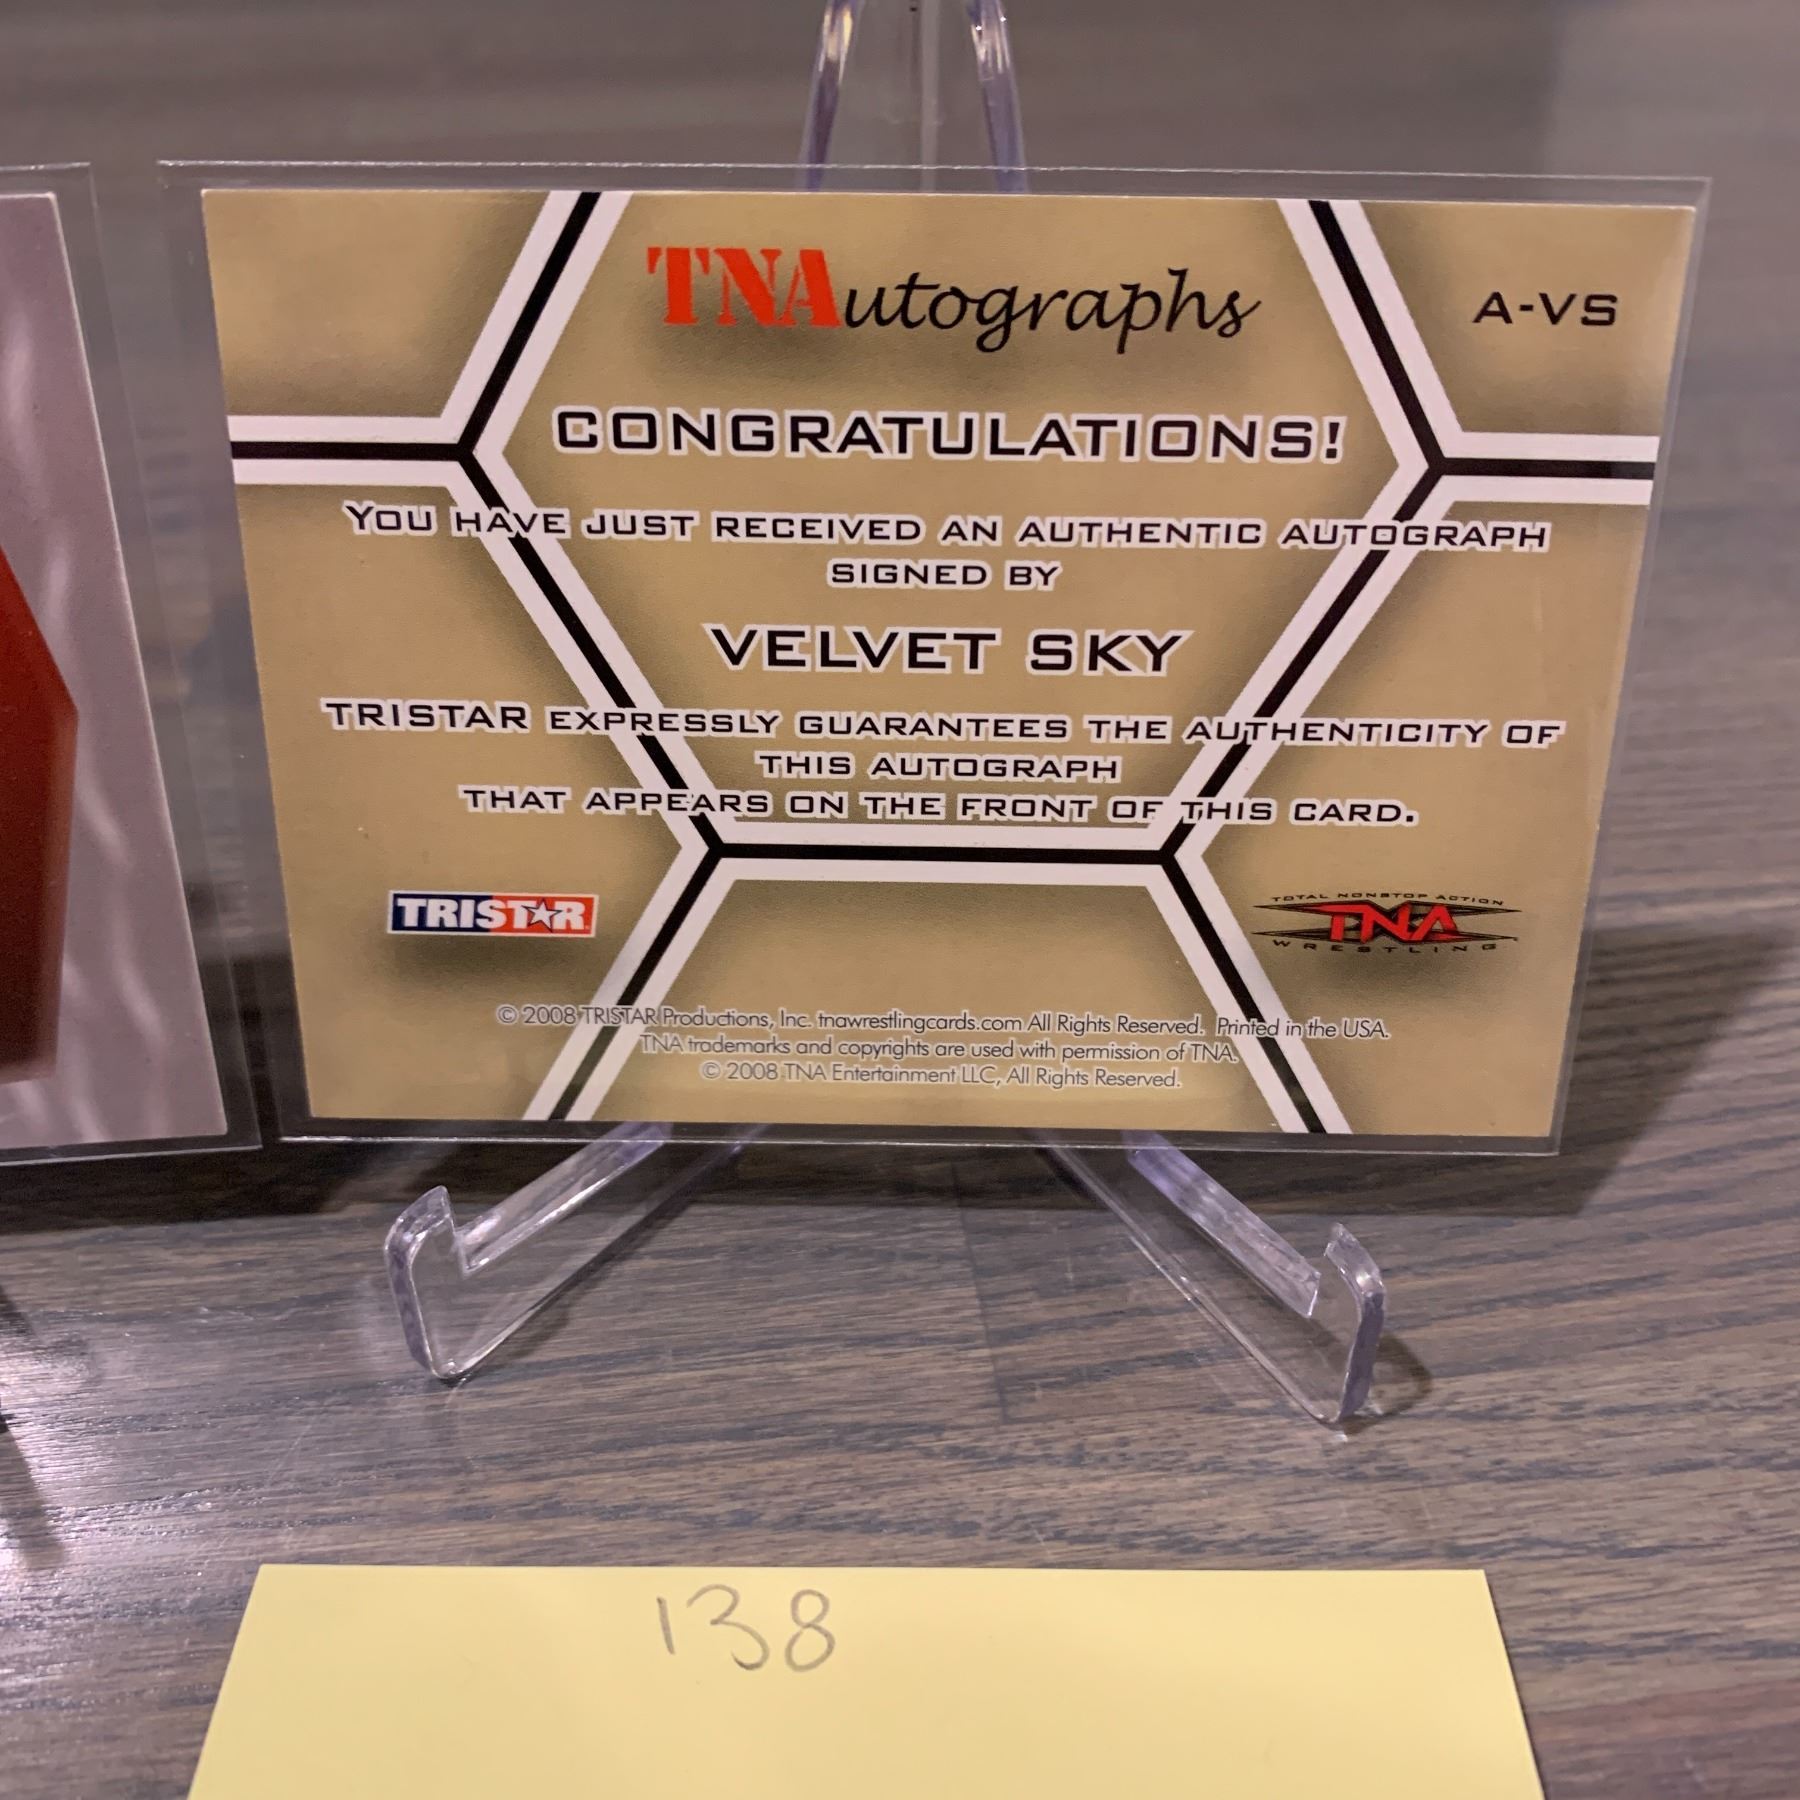 TNAutographs
A-VS
CONGRATULATIONS!
YOU HAVE JUST RECEIVED AN AUTHENTIC AUTOGRAPH
SIGNED BY
VELVET SKY
TRISTAR EXPRESSLY GUARANTEES THE AUTHENTICITY OF
THIS AUTOGRAPH
THAT APPEARS ON THE FRONT OF THIS CARD.
TRISTAR
TOTAL NONSTOP ACTION
TNA
WRESTLING
© 2008 TRISTAR Productions, Inc. tnawrestlingcards.com All Rights Reserved. Printed in the USA.
TNA trademarks and copyrights are used with permission of TNA.
© 2008 TNA Entertainment LLC, All Rights Reserved.
138